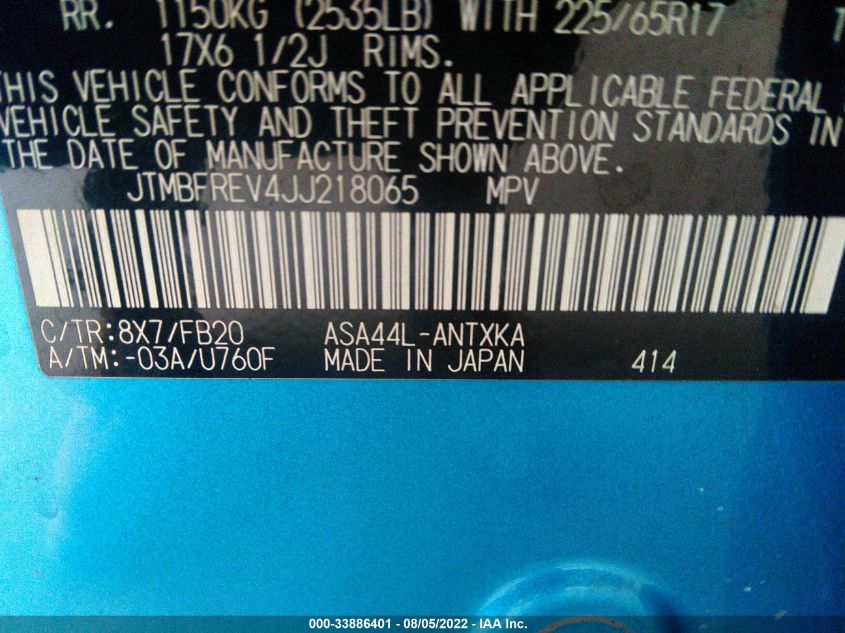 RR. 1150KG (2535LB) WITH 225/65R17
17X6 1/2J RIMS.
THIS VEHICLE CONFORMS TO ALL APPLICABLE FEDERAL
VEHICLE SAFETY AND THEFT PREVENTION STANDARDS IN
THE DATE OF MANUFACTURE SHOWN ABOVE.
JTMBFREV4JJ218065 MPV
C/TR:8X7/FB20 ASA44L-ANTXKA
A/TM:-03A/U760F MADE IN JAPAN 414
000-33886401 - 08/05/2022 - IAA Inc.